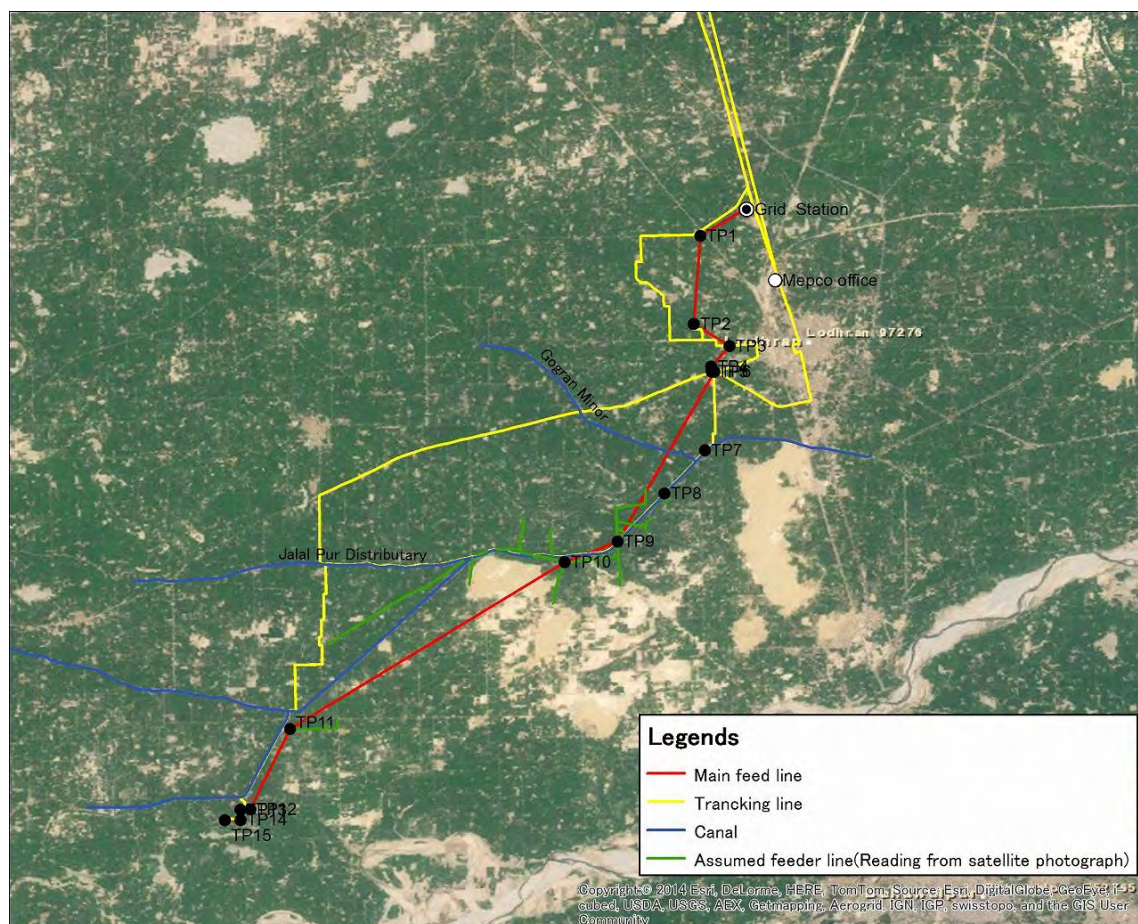 Grid Station
TP1
Mepco office
TP2
Lodhran 97276
TP3
TP4
Gogran Minor
TP7
TP8
TP9
Jalal Pur Distributary
TP10
TP11
TP14
TP15
Legends
Main feed line
Trancking line
Canal
Assumed feeder line(Reading from satellite photograph)
Copyright:© 2014 Esri, DeLorme, HERE, TomTom, Source: Esri, DigitalGlobe, GeoEye, i-
cubed, USDA, USGS, AEX, Getmapping, Aerogrid, IGN, IGP, swisstopo, and the GIS User
Community